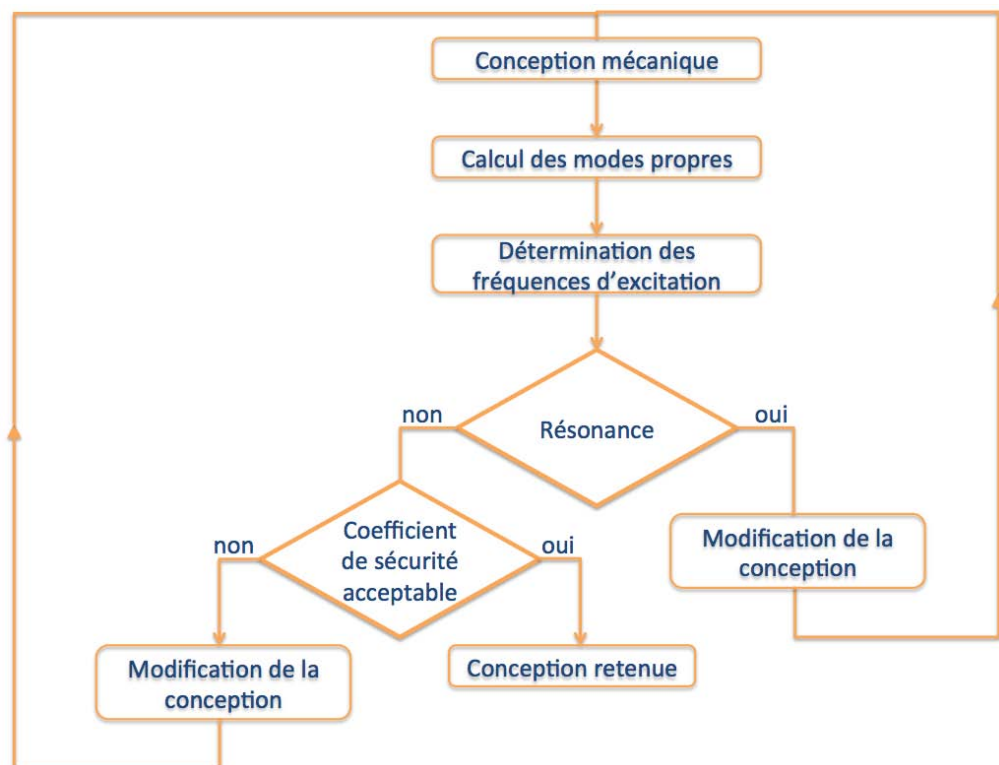 Conception mécanique
Calcul des modes propres
Détermination des
fréquences d'excitation
non
oui
Résonance
non
Coefficient
de sécurité
acceptable
oui
Modification de la
conception
Modification de la
conception
Conception retenue